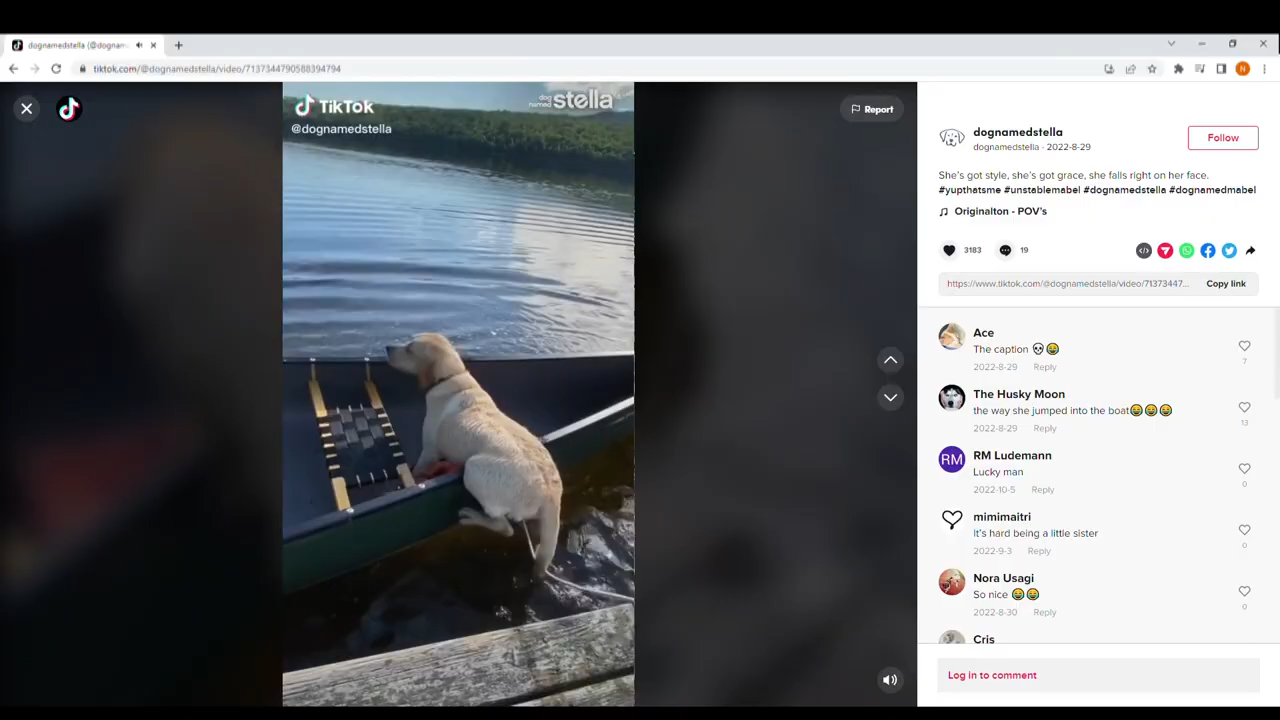 dognamedstella (@dognam
tiktok.com/@dognamedstella/video/7137344790588394794
N
TikTok
@dognamedstella
dog named stella
Report
dognamedstella
dognamedstella · 2022-8-29
Follow
She's got style, she's got grace, she falls right on her face.
#yupthatsme #unstablemabel #dognamedstella #dognamedmabel
Originalton - POV's
3183
19
https://www.tiktok.com/@dognamedstella/video/71373447...
Copy link
Ace
The caption 💀😂
2022-8-29 Reply
7
The Husky Moon
the way she jumped into the boat😂😂😂
2022-8-29 Reply
13
RM
RM Ludemann
Lucky man
2022-10-5 Reply
0
mimimaitri
It's hard being a little sister
2022-9-3 Reply
0
Nora Usagi
So nice 😂😂
2022-8-30 Reply
0
Cris
Log in to comment